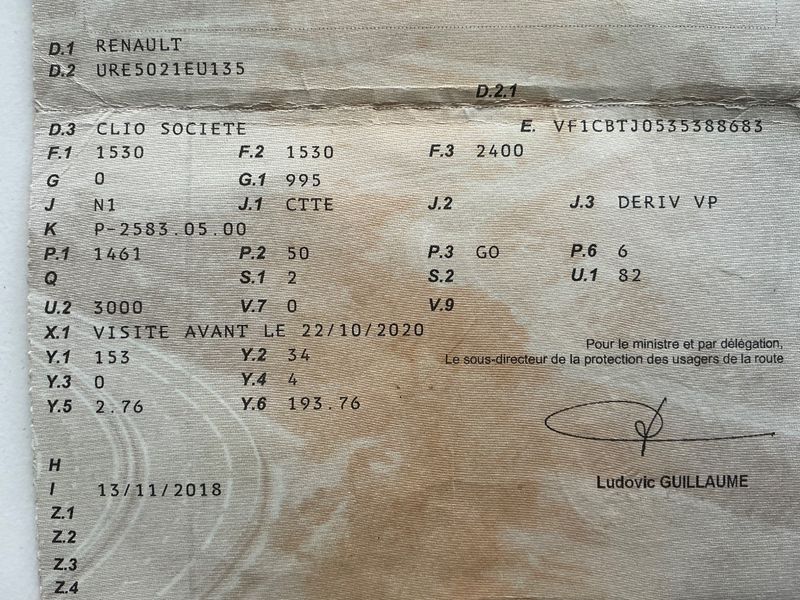 D.1 RENAULT
D.2 URE5021EU135
D.2.1
D.3 CLIO SOCIETE E. VF1CBTJ0535388683
F.1 1530 F.2 1530 F.3 2400
G 0 G.1 995
J N1 J.1 CTTE J.2 J.3 DERIV VP
K P-2583.05.00
P.1 1461 P.2 50 P.3 GO P.6 6
Q S.1 2 S.2 U.1 82
U.2 3000 V.7 0 V.9
X.1 VISITE AVANT LE 22/10/2020
Y.1 153 Y.2 34
Y.3 0 Y.4 4
Y.5 2.76 Y.6 193.76
Pour le ministre et par délégation,
Le sous-directeur de la protection des usagers de la route
Ludovic GUILLAUME
H
I 13/11/2018
Z.1
Z.2
Z.3
Z.4